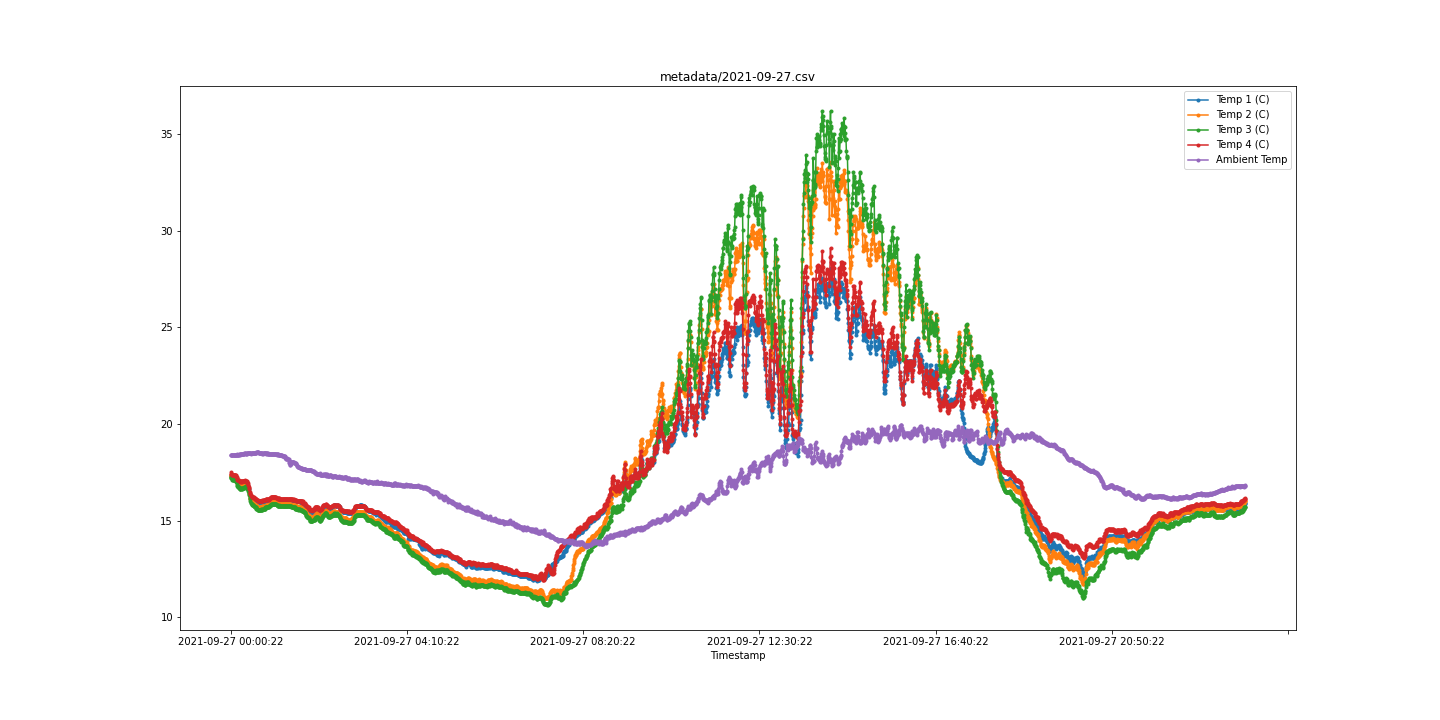 metadata/2021-09-27.csv
Temp 1 (C)
Temp 2 (C)
Temp 3 (C)
Temp 4 (C)
Ambient Temp
35
30
25
20
15
10
2021-09-27 00:00:22 2021-09-27 04:10:22 2021-09-27 08:20:22 2021-09-27 12:30:22 2021-09-27 16:40:22 2021-09-27 20:50:22
Timestamp